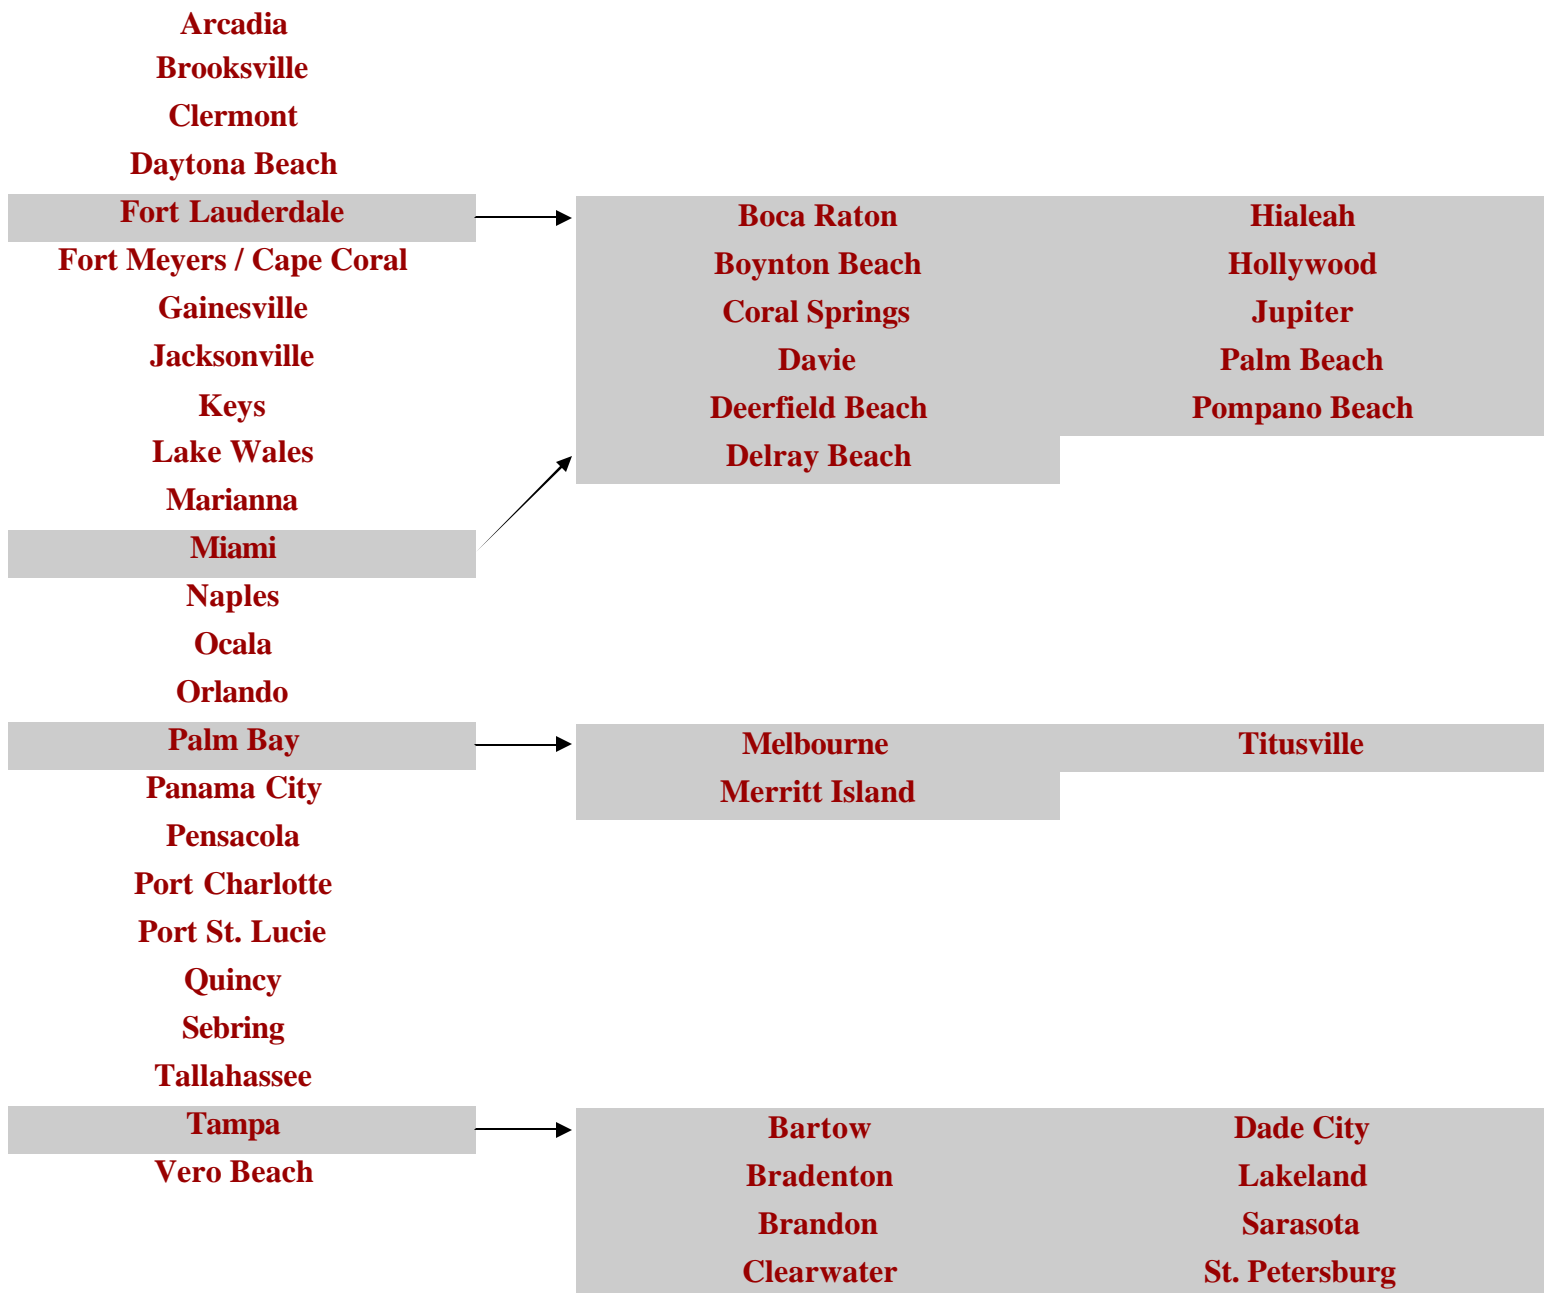 Arcadia
Brooksville
Clermont
Daytona Beach
Fort Lauderdale
Fort Meyers / Cape Coral
Gainesville
Jacksonville
Keys
Lake Wales
Marianna
Miami
Naples
Ocala
Orlando
Palm Bay
Panama City
Pensacola
Port Charlotte
Port St. Lucie
Quincy
Sebring
Tallahassee
Tampa
Vero Beach
Boca Raton
Boynton Beach
Coral Springs
Davie
Deerfield Beach
Delray Beach
Hialeah
Hollywood
Jupiter
Palm Beach
Pompano Beach
Melbourne
Merritt Island
Titusville
Bartow
Bradenton
Brandon
Clearwater
Dade City
Lakeland
Sarasota
St. Petersburg